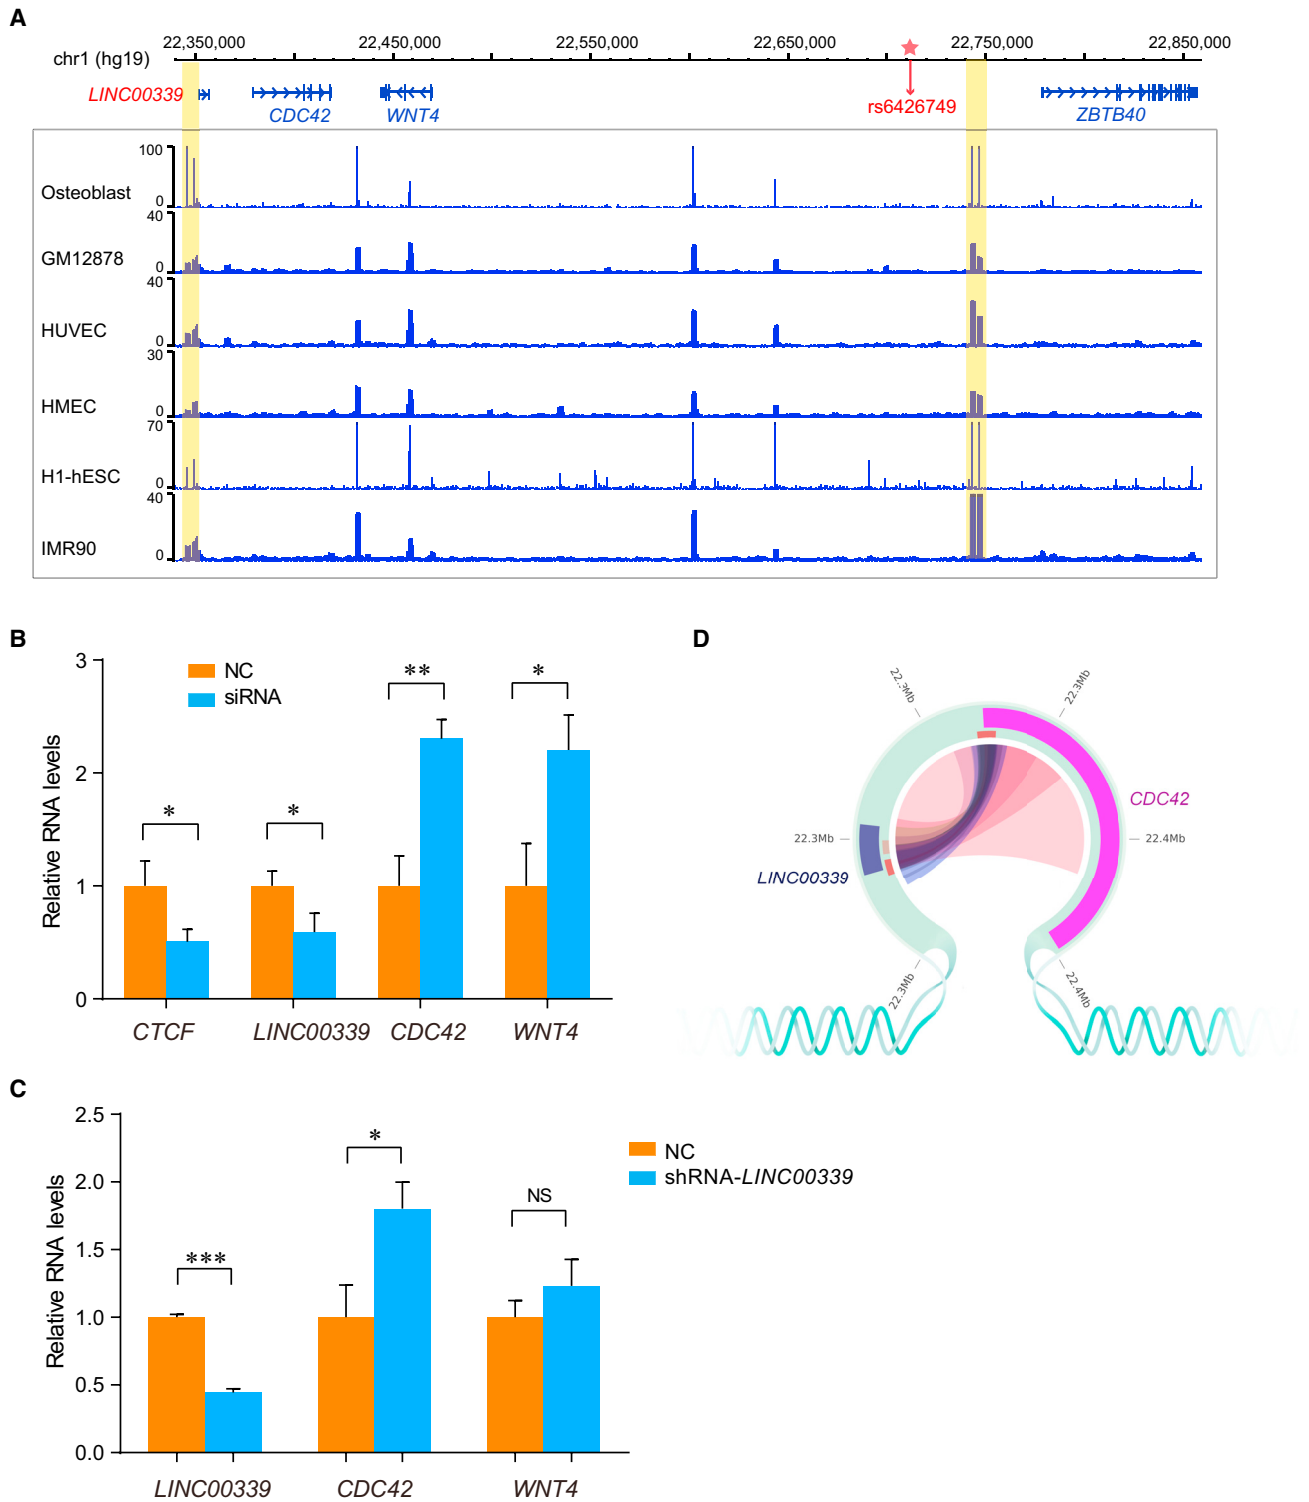 A
22,350,000 22,450,000 22,550,000 22,650,000 22,750,000 22,850,000
chr1 (hg19)
LINC00339 CDC42 WNT4 rs6426749 ZBTB40
100
Osteoblast
0
40
GM12878
0
40
HUVEC
0
30
HMEC
0
70
H1-hESC
0
40
IMR90
0
B
Relative RNA levels
3
2
1
0
NC
siRNA
* * ** *
CTCF LINC00339 CDC42 WNT4
D
22.3Mb
CDC42
22.3Mb 22.4Mb
LINC00339
22.3Mb 22.4Mb
C
Relative RNA levels
2.5
2.0
1.5
1.0
0.5
0.0
NC
shRNA-LINC00339
*** * NS
LINC00339 CDC42 WNT4